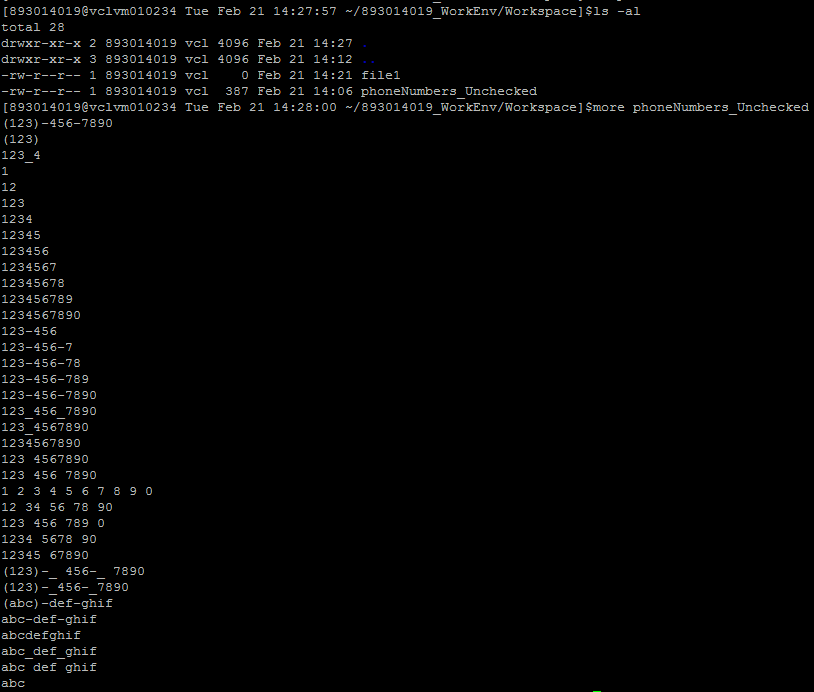 [893014019@vclvm010234 Tue Feb 21 14:27:57 ~/893014019_WorkEnv/Workspace]$ls -al
total 28
drwxr-xr-x 2 893014019 vcl 4096 Feb 21 14:27 .
drwxr-xr-x 3 893014019 vcl 4096 Feb 21 14:12 ..
-rw-r--r-- 1 893014019 vcl    0 Feb 21 14:21 file1
-rw-r--r-- 1 893014019 vcl  387 Feb 21 14:06 phoneNumbers_Unchecked
[893014019@vclvm010234 Tue Feb 21 14:28:00 ~/893014019_WorkEnv/Workspace]$more phoneNumbers_Unchecked
(123)-456-7890
(123)
123_4
1
12
123
1234
12345
123456
1234567
12345678
123456789
1234567890
123-456
123-456-7
123-456-78
123-456-789
123-456-7890
123_456_7890
123_4567890
1234567890
123 4567890
123 456 7890
1 2 3 4 5 6 7 8 9 0
12 34 56 78 90
123 456 789 0
1234 5678 90
12345 67890
(123)-_ 456-_ 7890
(123)-_456-_7890
(abc)-def-ghif
abc-def-ghif
abcdefghif
abc_def_ghif
abc def ghif
abc